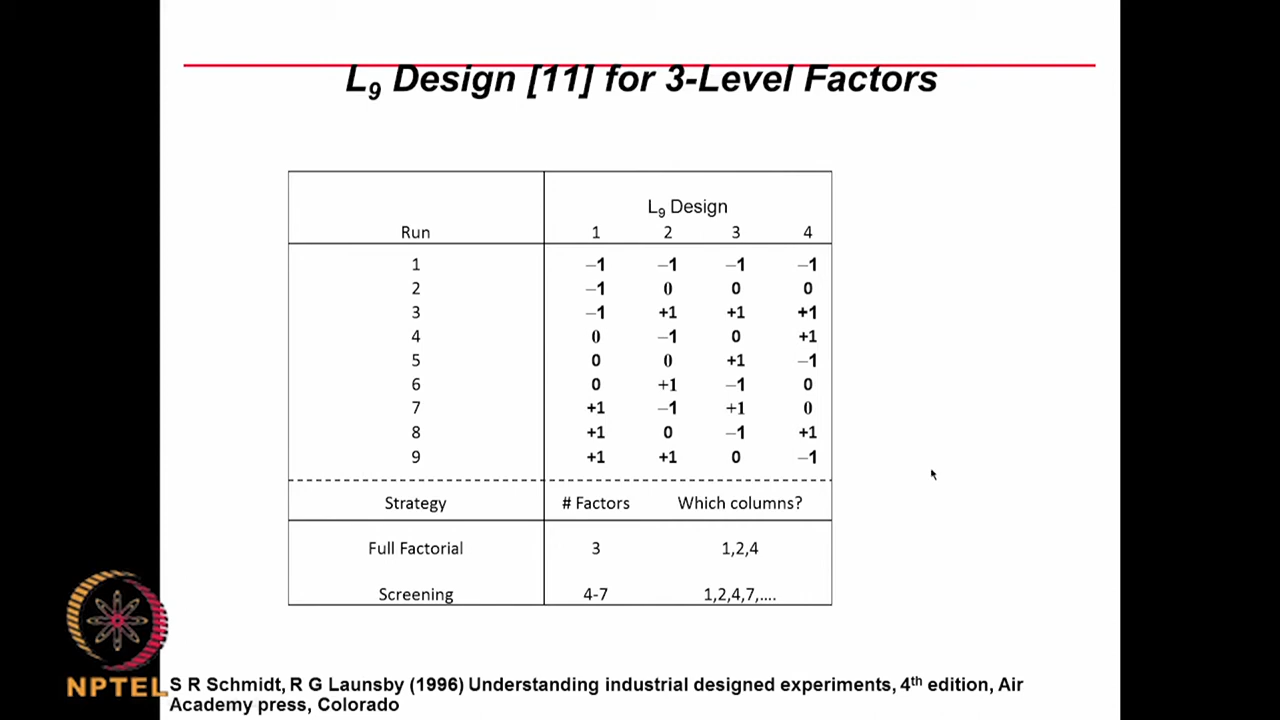 L9 Design [11] for 3-Level Factors
L9 Design
Run 1 2 3 4
1 –1 –1 –1 –1
2 –1 0 0 0
3 –1 +1 +1 +1
4 0 –1 0 +1
5 0 0 +1 –1
6 0 +1 –1 0
7 +1 –1 +1 0
8 +1 0 –1 +1
9 +1 +1 0 –1
Strategy # Factors Which columns?
Full Factorial 3 1,2,4
Screening 4-7 1,2,4,7,....
NPTEL
S R Schmidt, R G Launsby (1996) Understanding industrial designed experiments, 4th edition, Air
Academy press, Colorado